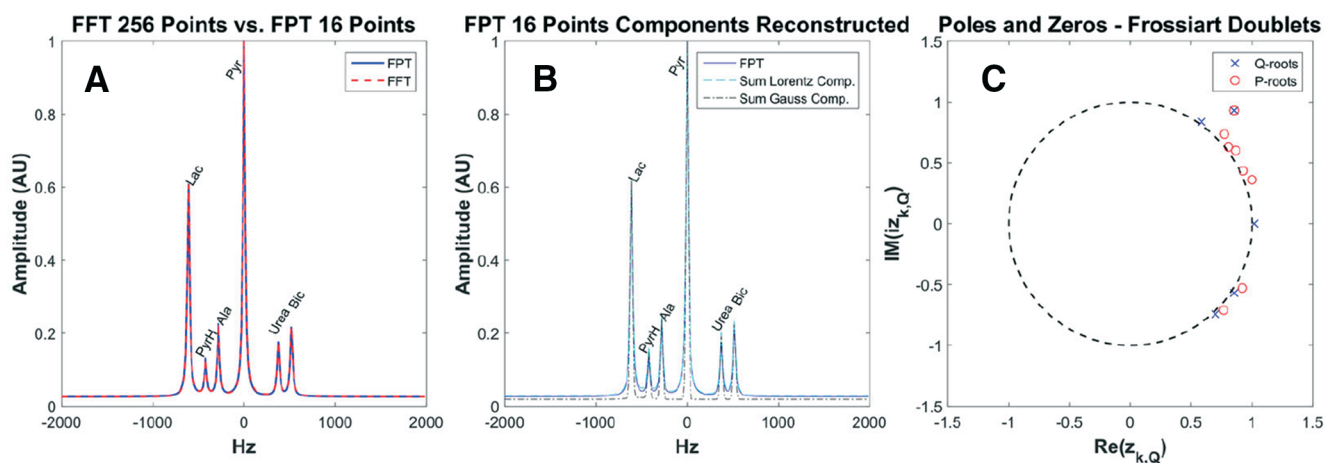 FFT 256 Points vs. FPT 16 Points
A
FPT
FFT
Pyr
Lac
PyrH
Ala
Urea
Bic
1
0.8
0.6
0.4
0.2
0
-2000
-1000
0
1000
2000
Amplitude (AU)
Hz
FPT 16 Points Components Reconstructed
B
FPT
Sum Lorentz Comp.
Sum Gauss Comp.
Pyr
Lac
PyrH
Ala
Urea
Bic
1
0.8
0.6
0.4
0.2
0
-2000
-1000
0
1000
2000
Amplitude (AU)
Hz
Poles and Zeros - Frossiart Doublets
C
Q-roots
P-roots
1.5
1
0.5
0
-0.5
-1
-1.5
-1.5
-1
-0.5
0
0.5
1
1.5
IM(iz_{k,Q})
Re(z_{k,Q})